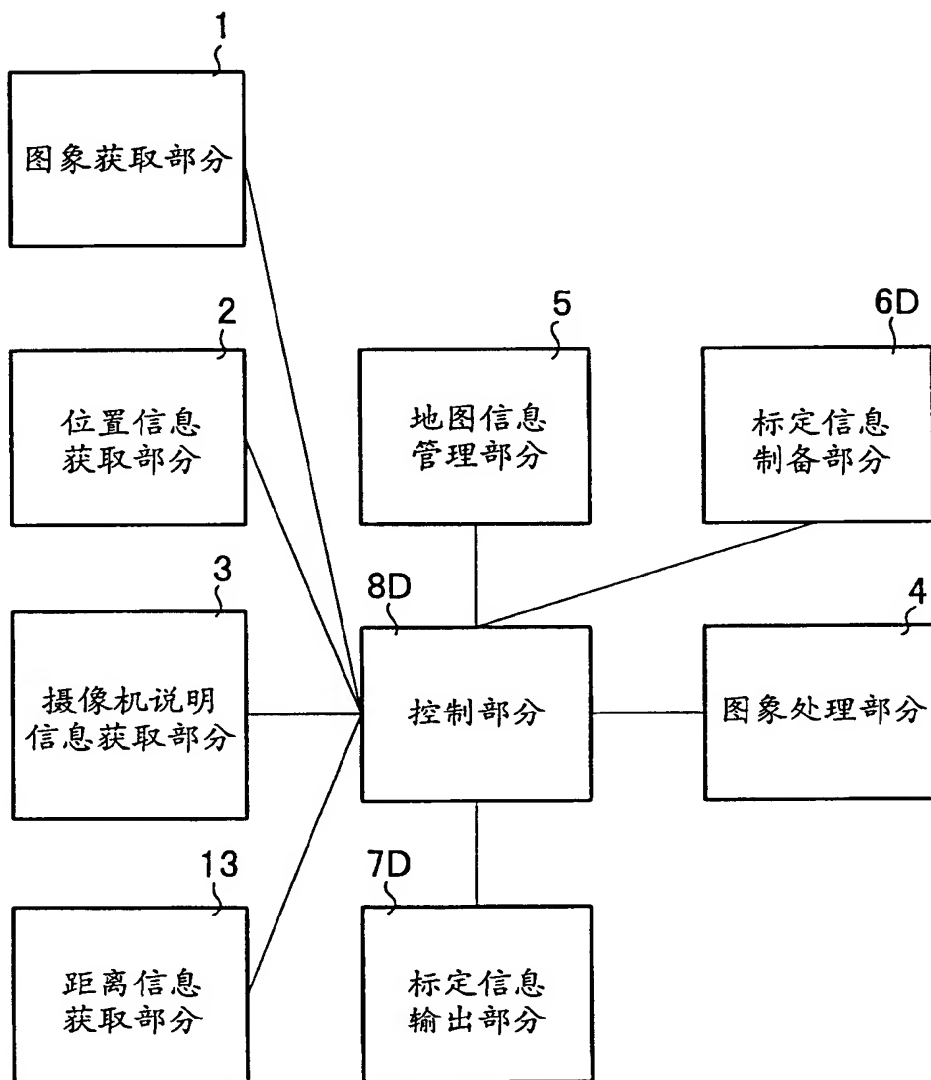 1
图象获取部分
2
位置信息
获取部分
5
地图信息
管理部分
6D
标定信息
制备部分
3
摄像机说明
信息获取部分
8D
控制部分
4
图象处理部分
13
距离信息
获取部分
7D
标定信息
输出部分